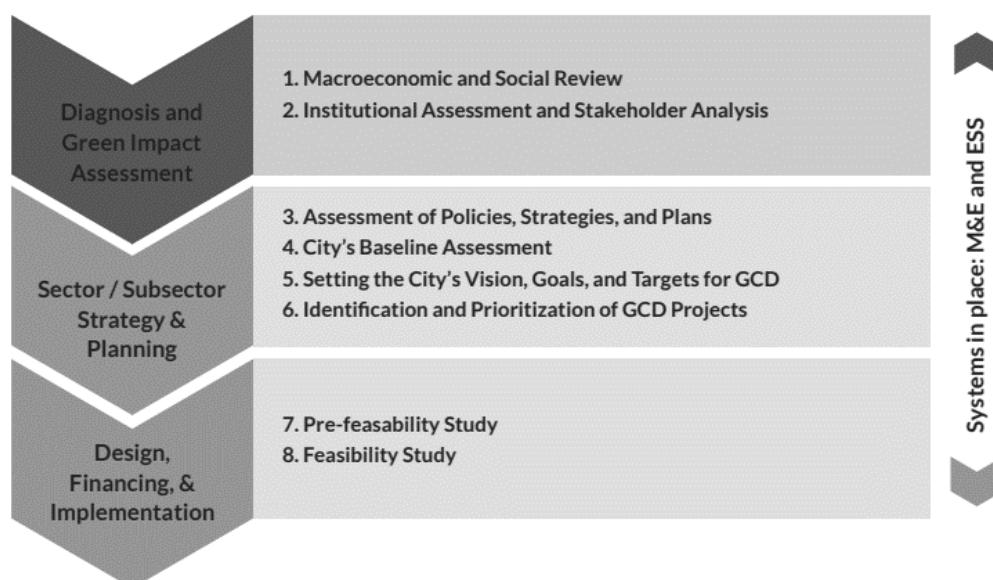 Diagnosis and
Green Impact
Assessment
1. Macroeconomic and Social Review
2. Institutional Assessment and Stakeholder Analysis
Sector / Subsector
Strategy &
Planning
3. Assessment of Policies, Strategies, and Plans
4. City's Baseline Assessment
5. Setting the City's Vision, Goals, and Targets for GCD
6. Identification and Prioritization of GCD Projects
Design,
Financing, &
Implementation
7. Pre-feasability Study
8. Feasibility Study
Systems in place: M&E and ESS